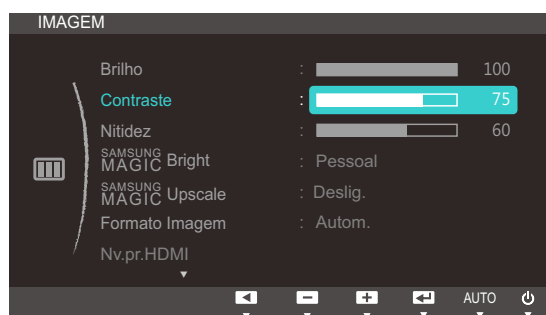 IMAGEM
Brilho : 100
Contraste : 75
Nitidez : 60
SAMSUNG MAGIC Bright : Pessoal
SAMSUNG MAGIC Upscale : Deslig.
Formato Imagem : Autom.
Nv.pr.HDMI
AUTO